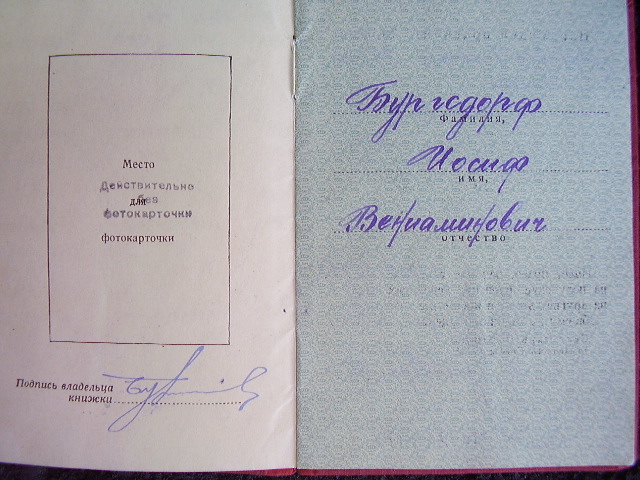 Место
Действительно
для
без
фотокарточки
фотокарточки
Подпись владельца
книжки
Бургсдорф
Фамилия,
Иосиф
имя,
Вениаминович
отчество